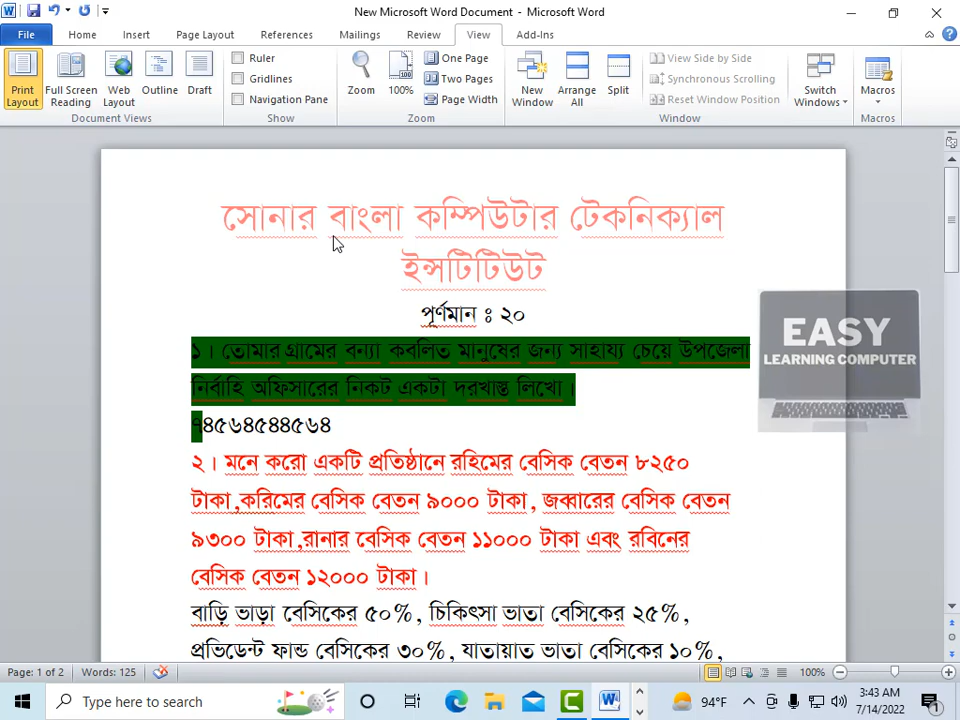 New Microsoft Word Document - Microsoft Word
File Home Insert Page Layout References Mailings Review View Add-Ins
Print Layout
Full Screen Reading
Web Layout
Outline
Draft
Document Views
Ruler
Gridlines
Navigation Pane
Show
Zoom
100
100%
One Page
Two Pages
Page Width
Zoom
New Window
Arrange All
Split
View Side by Side
Synchronous Scrolling
Reset Window Position
Window
Switch Windows
Macros
Macros
সোনার বাংলা কম্পিউটার টেকনিক্যাল
ইন্সটিটিউট
পূর্ণমান ঃ ২০
১। তোমার গ্রামের বন্যা কবলিত মানুষের জন্য সাহায্য চেয়ে উপজেলা
নির্বাহি অফিসারের নিকট একটা দরখাস্ত লিখো।
৭৪৫৬৪৫৪৪৫৬৪
২। মনে করো একটি প্রতিষ্ঠানে রহিমের বেসিক বেতন ৮২৫০
টাকা,করিমের বেসিক বেতন ৯০০০ টাকা, জব্বারের বেসিক বেতন
৯৩০০ টাকা,রানার বেসিক বেতন ১১০০০ টাকা এবং রবিনের
বেসিক বেতন ১২০০০ টাকা।
বাড়ি ভাড়া বেসিকের ৫০%, চিকিৎসা ভাতা বেসিকের ২৫%,
প্রভিডেন্ট ফান্ড বেসিকের ৩০%, যাতায়াত ভাতা বেসিকের ১০%,
EASY
LEARNING COMPUTER
Page: 1 of 2 Words: 125 100%
Type here to search
94°F
3:43 AM
7/14/2022
1